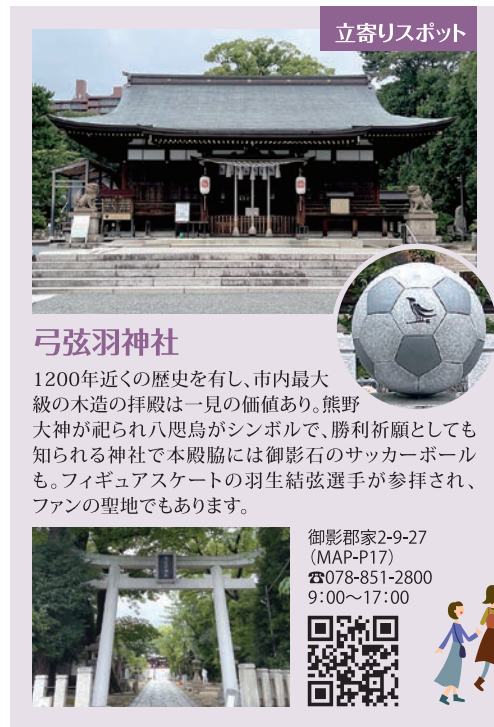 立寄りスポット
弓弦羽神社
1200年近くの歴史を有し、市内最大
級の木造の拝殿は一見の価値あり。熊野
大神が祀られ八咫烏がシンボルで、勝利祈願としても
知られる神社で本殿脇には御影石のサッカーボール
も。フィギュアスケートの羽生結弦選手が参拝され、
ファンの聖地でもあります。
御影郡家2-9-27
（MAP-P17）
☎078-851-2800
9：00〜17：00